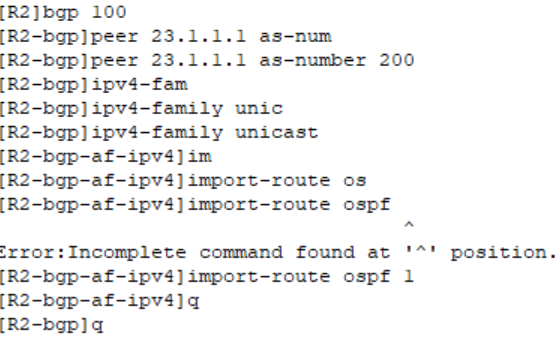 [R2]bgp 100
[R2-bgp]peer 23.1.1.1 as-num
[R2-bgp]peer 23.1.1.1 as-number 200
[R2-bgp]ipv4-fam
[R2-bgp]ipv4-family unic
[R2-bgp]ipv4-family unicast
[R2-bgp-af-ipv4]im
[R2-bgp-af-ipv4]import-route os
[R2-bgp-af-ipv4]import-route ospf
^
Error:Incomplete command found at '^' position.
[R2-bgp-af-ipv4]import-route ospf 1
[R2-bgp-af-ipv4]q
[R2-bgp]q